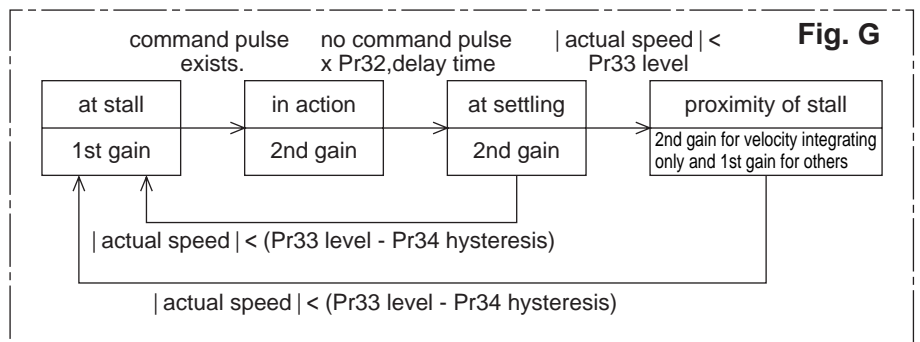 Fig. G
command pulse
exists.
no command pulse
x Pr32,delay time
| actual speed | <
Pr33 level
at stall
1st gain
in action
2nd gain
at settling
2nd gain
proximity of stall
2nd gain for velocity integrating
only and 1st gain for others
| actual speed | < (Pr33 level - Pr34 hysteresis)
| actual speed | < (Pr33 level - Pr34 hysteresis)